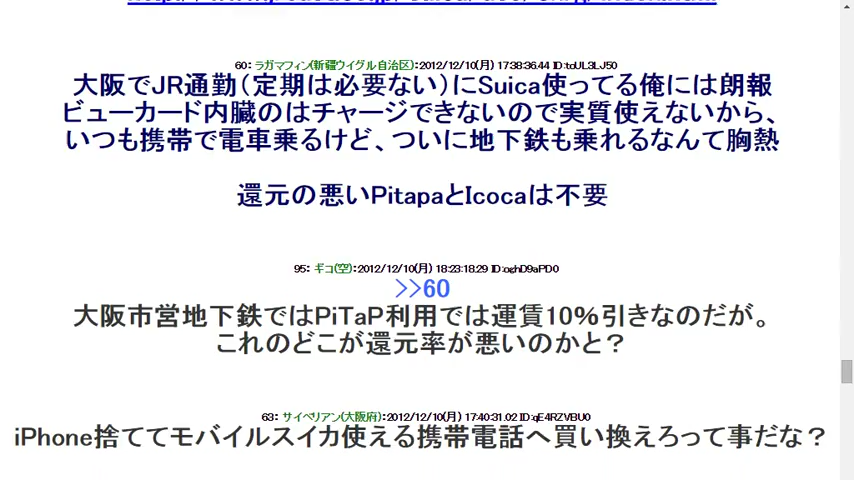 60: ラガマフィン(新疆ウイグル自治区):2012/12/10(月) 17:38:36.44 ID:toUL3LJ50
大阪でJR通勤（定期は必要ない）にSuica使ってる俺には朗報
ビューカード内臓のはチャージできないので実質使えないから、
いつも携帯で電車乗るけど、ついに地下鉄も乗れるなんて胸熱
還元の悪いPitapaとIcocaは不要
95: ギコ(空):2012/12/10(月) 18:23:18.29 ID:oghD9aPD0
>>60
大阪市営地下鉄ではPiTaP利用では運賃10%引きなのだが。
これのどこが還元率が悪いのかと？
63: サイベリアン(大阪府):2012/12/10(月) 17:40:31.02 ID:qE4RZVBU0
iPhone捨ててモバイルスイカ使える携帯電話へ買い換えろって事だな？